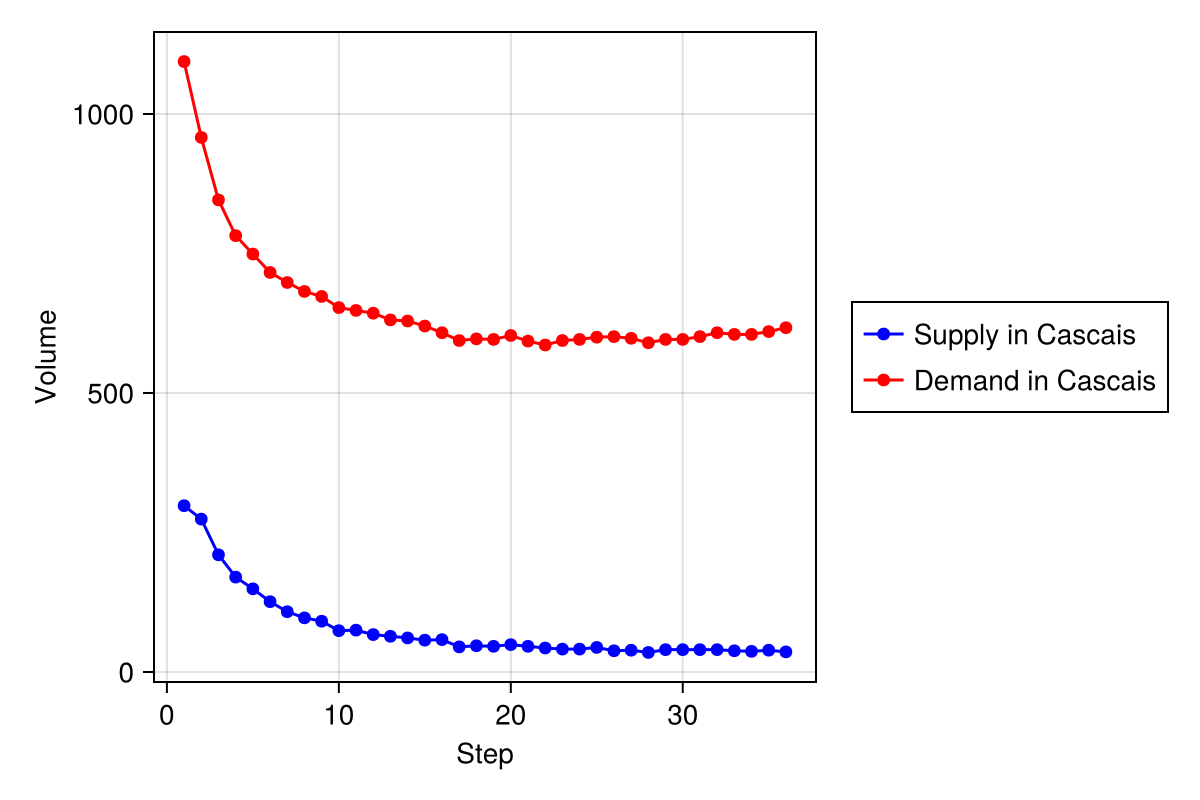 Volume
1000
500
0
0 10 20 30
Step
Supply in Cascais
Demand in Cascais